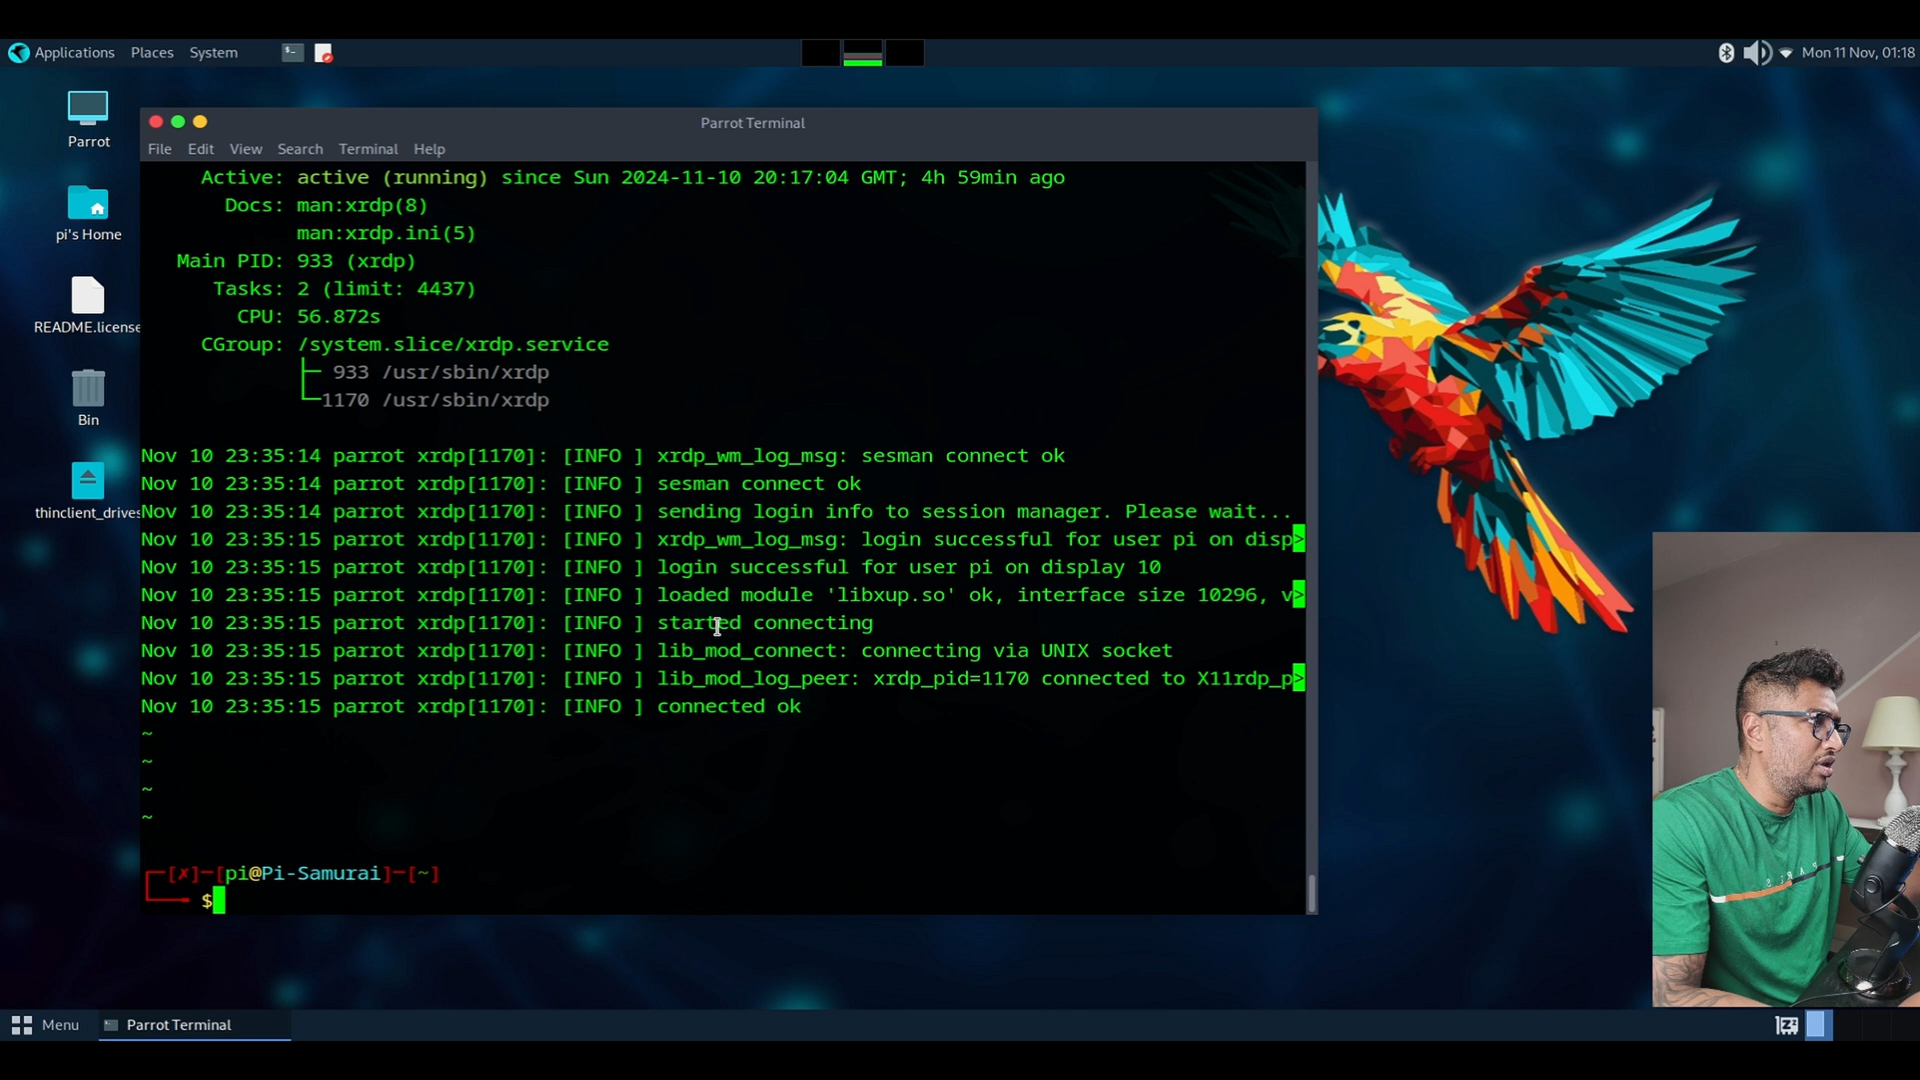 Applications Places System
Mon 11 Nov, 01:18
Parrot
pi's Home
README.license
Bin
thinclient_drives
Parrot Terminal
File Edit View Search Terminal Help
Active: active (running) since Sun 2024-11-10 20:17:04 GMT; 4h 59min ago
Docs: man:xrdp(8)
man:xrdp.ini(5)
Main PID: 933 (xrdp)
Tasks: 2 (limit: 4437)
CPU: 56.872s
CGroup: /system.slice/xrdp.service
├─ 933 /usr/sbin/xrdp
└─1170 /usr/sbin/xrdp
Nov 10 23:35:14 parrot xrdp[1170]: [INFO ] xrdp_wm_log_msg: sesman connect ok
Nov 10 23:35:14 parrot xrdp[1170]: [INFO ] sesman connect ok
Nov 10 23:35:14 parrot xrdp[1170]: [INFO ] sending login info to session manager. Please wait...
Nov 10 23:35:15 parrot xrdp[1170]: [INFO ] xrdp_wm_log_msg: login successful for user pi on disp>
Nov 10 23:35:15 parrot xrdp[1170]: [INFO ] login successful for user pi on display 10
Nov 10 23:35:15 parrot xrdp[1170]: [INFO ] loaded module 'libxup.so' ok, interface size 10296, v>
Nov 10 23:35:15 parrot xrdp[1170]: [INFO ] started connecting
Nov 10 23:35:15 parrot xrdp[1170]: [INFO ] lib_mod_connect: connecting via UNIX socket
Nov 10 23:35:15 parrot xrdp[1170]: [INFO ] lib_mod_log_peer: xrdp_pid=1170 connected to X11rdp_p>
Nov 10 23:35:15 parrot xrdp[1170]: [INFO ] connected ok
~
~
~
~
┌─[✗]─[pi@Pi-Samurai]─[~]
└──╼ $
Menu Parrot Terminal